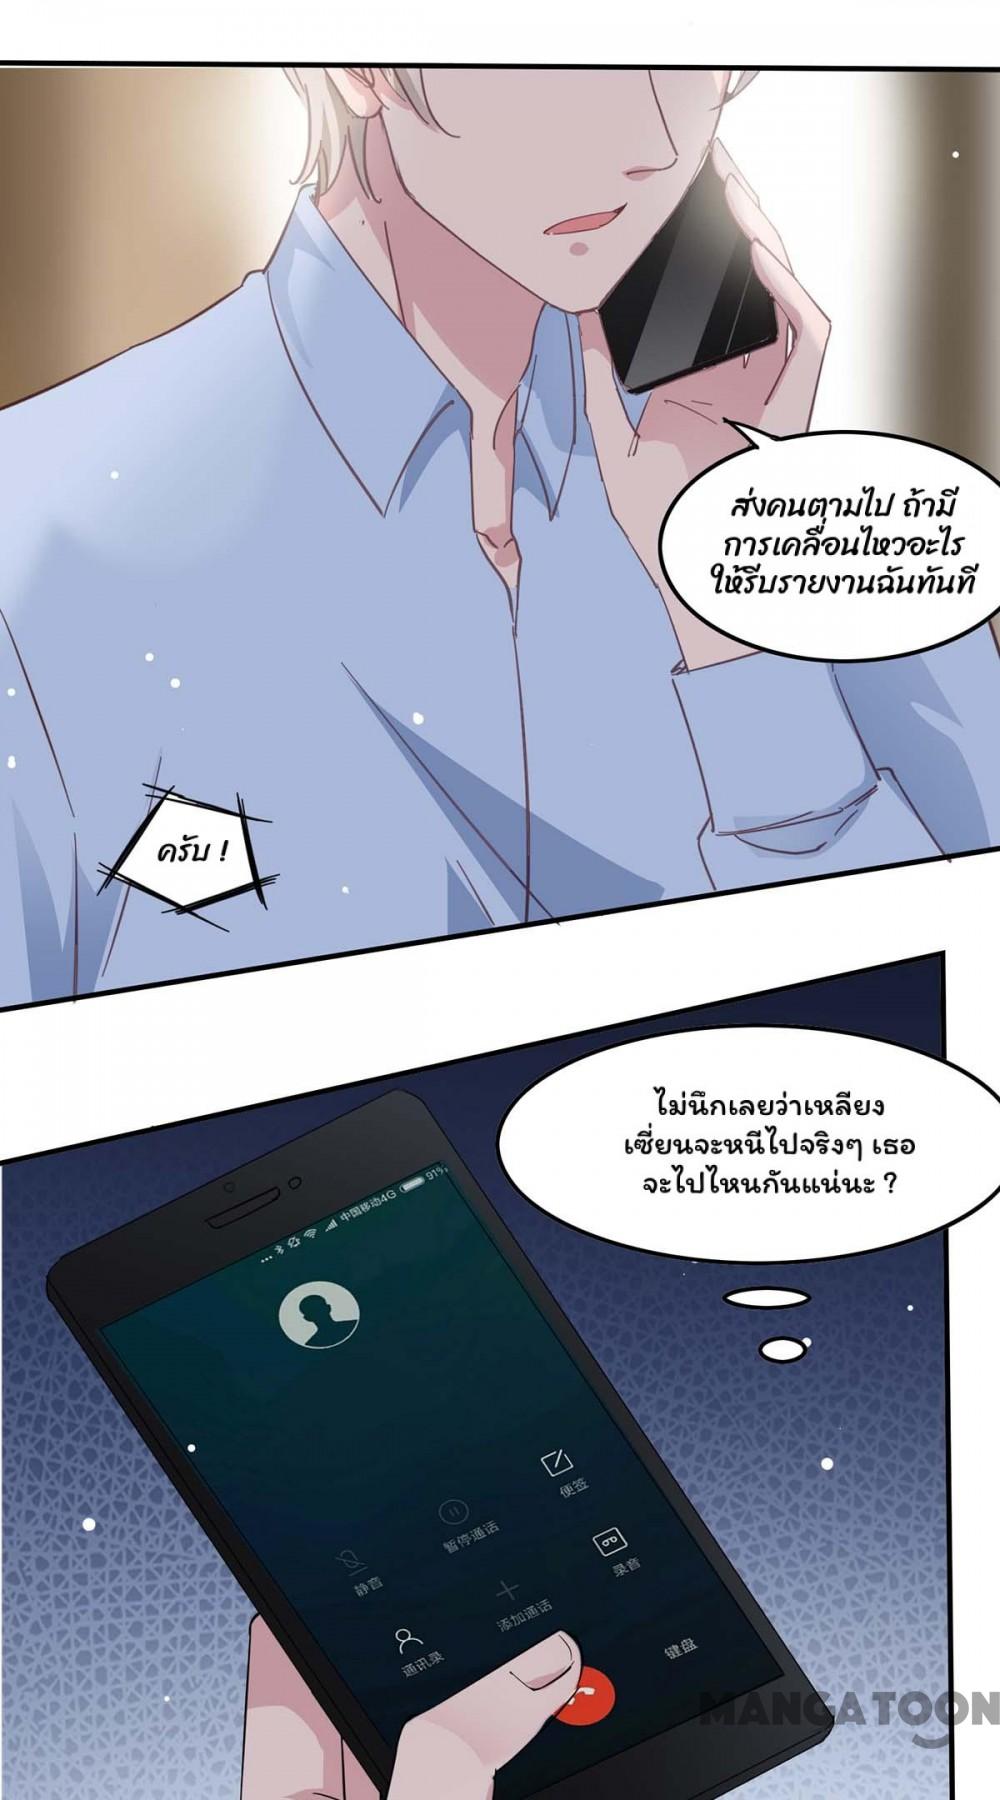 ส่งคนตามไป ถ้ามี
การเคลื่อนไหวอะไร
ให้รีบรายงานฉันทันที
ครับ !
ไม่นึกเลยว่าเหลียง
เซี่ยนจะหนีไปจริงๆ เธอ
จะไปไหนกันแน่นะ ?
中国移动4G 91%
便签
暂停通话
静音
录音
添加通话
通讯录
键盘
MANGATOON